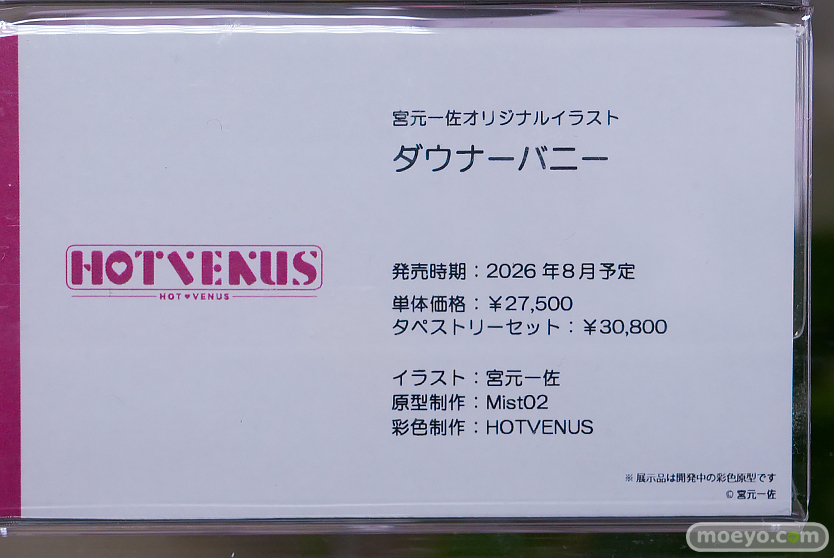 宮元一佐オリジナルイラスト
ダウナーバニー
HOTVENUS
HOT♥VENUS
発売時期：2026年8月予定
単体価格：￥27,500
タペストリーセット：￥30,800
イラスト：宮元一佐
原型制作：Mist02
彩色制作：HOTVENUS
※展示品は開発中の彩色原型です
© 宮元一佐
moeyo.com